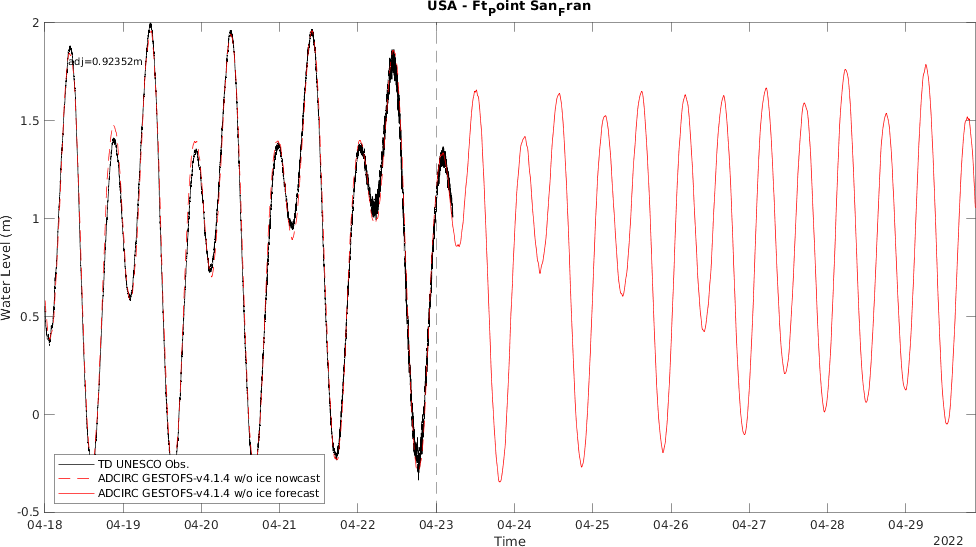 USA - FtPoint SanFran
adj=0.92352m
2
1.5
1
0.5
0
-0.5
Water Level (m)
TD UNESCO Obs.
ADCIRC GESTOFS-v4.1.4 w/o ice nowcast
ADCIRC GESTOFS-v4.1.4 w/o ice forecast
04-18 04-19 04-20 04-21 04-22 04-23 04-24 04-25 04-26 04-27 04-28 04-29
Time
2022